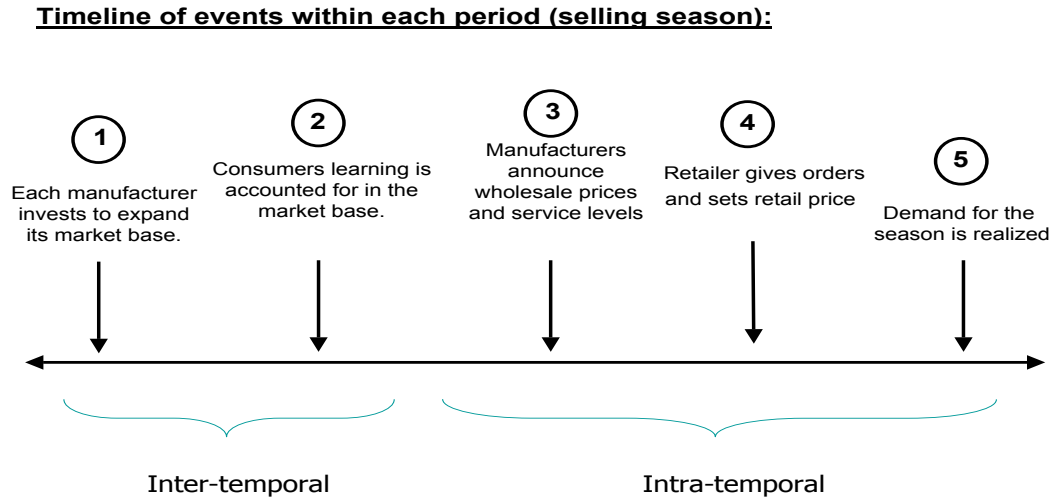 Timeline of events within each period (selling season):
1
Each manufacturer
invests to expand
its market base.
2
Consumers learning is
accounted for in the
market base.
3
Manufacturers
announce
wholesale prices
and service levels
4
Retailer gives orders
and sets retail price
5
Demand for the
season is realized
Inter-temporal
Intra-temporal